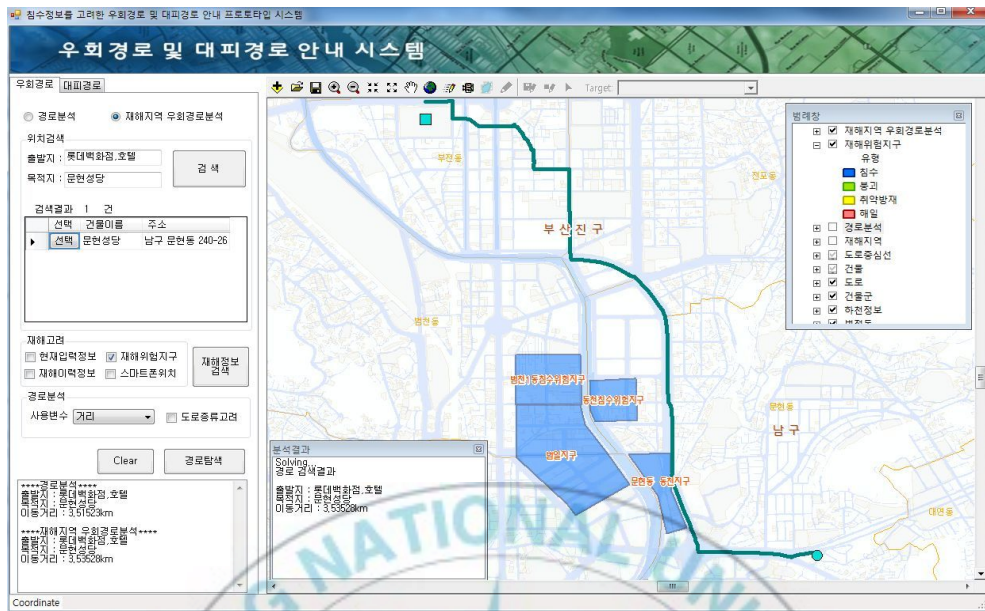 침수정보를 고려한 우회경로 및 대피경로 안내 프로토타입 시스템
우회경로 및 대피경로 안내 시스템
우회경로 대피경로
Target:
경로분석 재해지역 우회경로분석
위치검색
출발지 : 롯데백화점,호텔
목적지 : 문현성당
검 색
검색결과 1 건
선택 건물이름 주소
선택 문현성당 남구 문현동 240-26
재해고려
현재입력정보 재해위험지구
재해이력정보 스마트폰위치
재해정보
검색
경로분석
사용변수 거리 도로종류고려
Clear 경로탐색
****경로분석****
출발지 : 롯데백화점,호텔
목적지 : 문현성당
이동거리 : 3,51523km
****재해지역 우회경로분석****
출발지 : 롯데백화점,호텔
목적지 : 문현성당
이동거리 : 3,53528km
Coordinate
부전동
전포동
부산진구
범천동
범천1동침수위험지구
동천침수위험지구
범일지구
문현동
문현동 동천지구
남구
대연동
범례창
재해지역 우회경로분석
재해위험지구
유형
침수
붕괴
취약방재
해일
경로분석
재해지역
도로중심선
건물
도로
건물군
하천정보
분석결과
Solving...
경로 검색결과
출발지 : 롯데백화점,호텔
목적지 : 문현성당
이동거리 : 3,53528km
NATIONAL UN